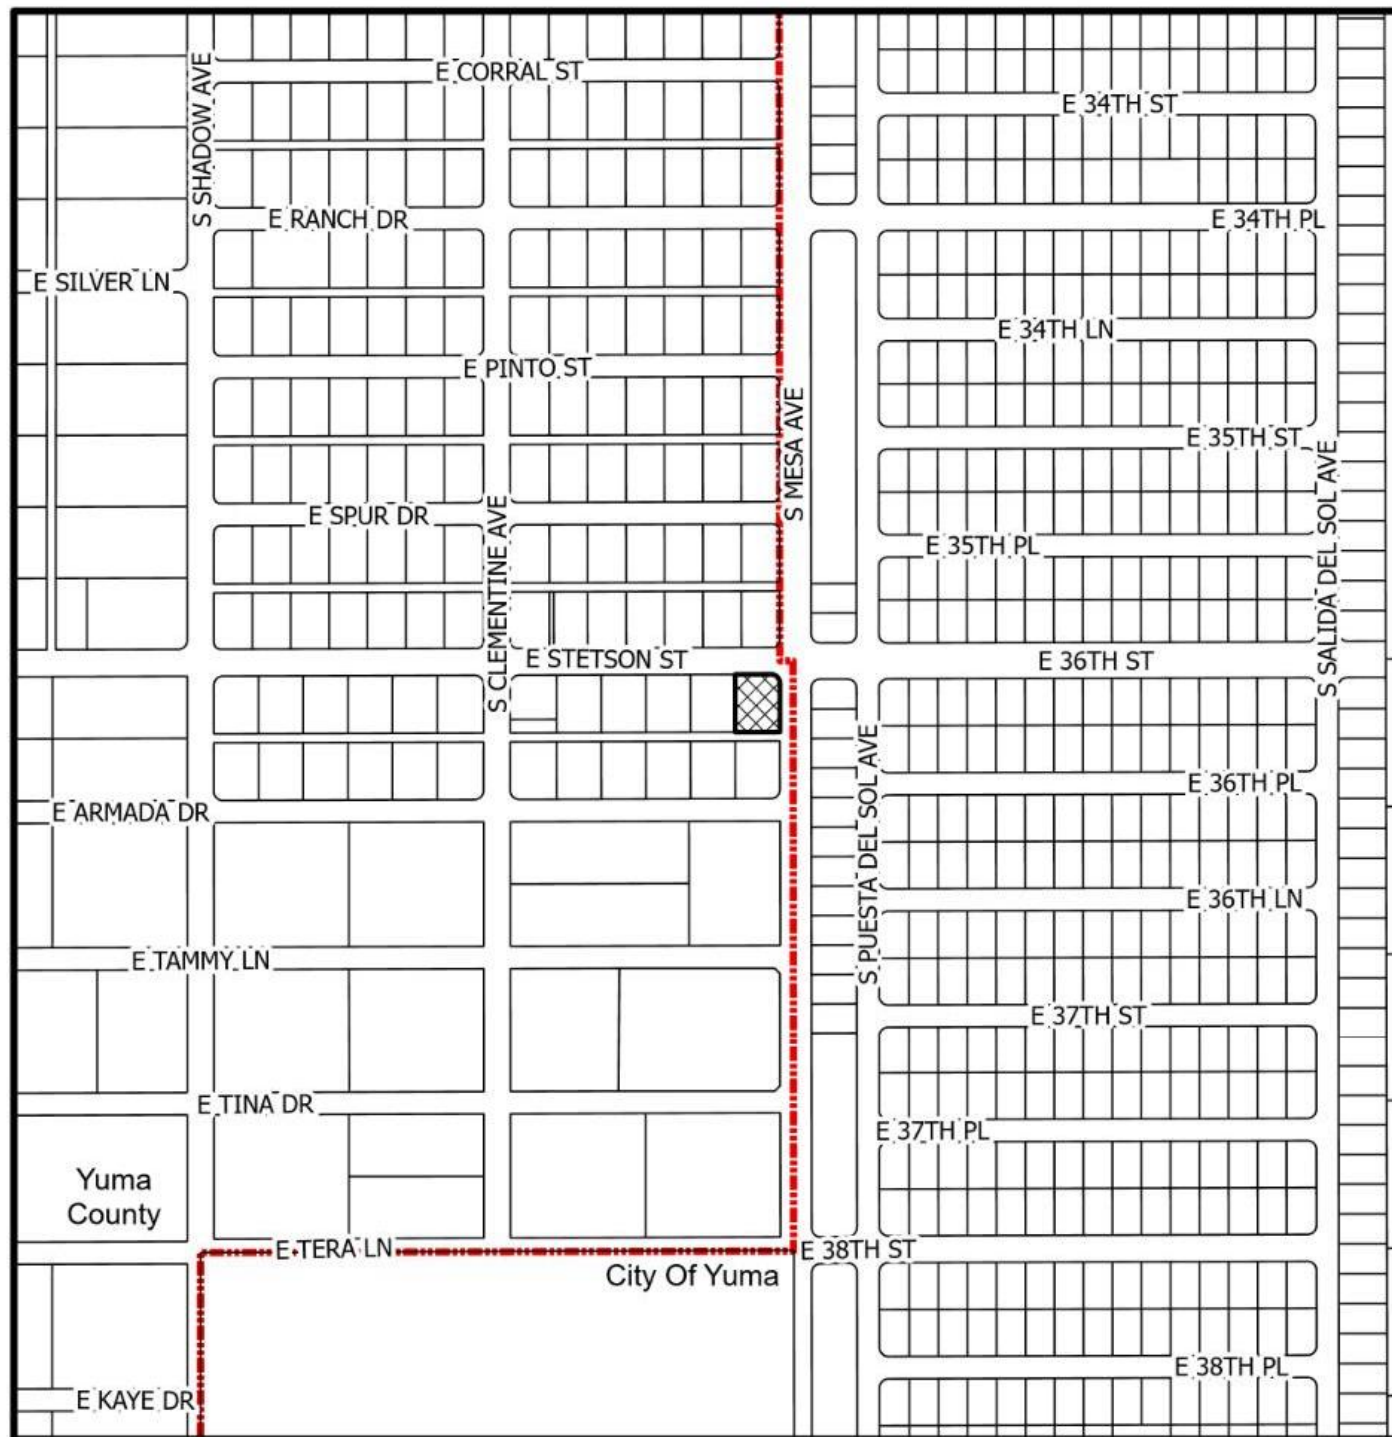 E CORRAL ST
S SHADOW AVE
E 34TH ST
E RANCH DR
E 34TH PL
E SILVER LN
E 34TH LN
E PINTO ST
S MESA AVE
E 35TH ST
S SALIDA DEL SOL AVE
E SPUR DR
S CLEMENTINE AVE
E 35TH PL
E STETSON ST
E 36TH ST
S PUESTA DEL SOL AVE
E 36TH PL
E ARMADA DR
E 36TH LN
E TAMMY LN
E 37TH ST
E TINA DR
E 37TH PL
Yuma
County
E TERA LN
E 38TH ST
City Of Yuma
E 38TH PL
E KAYE DR